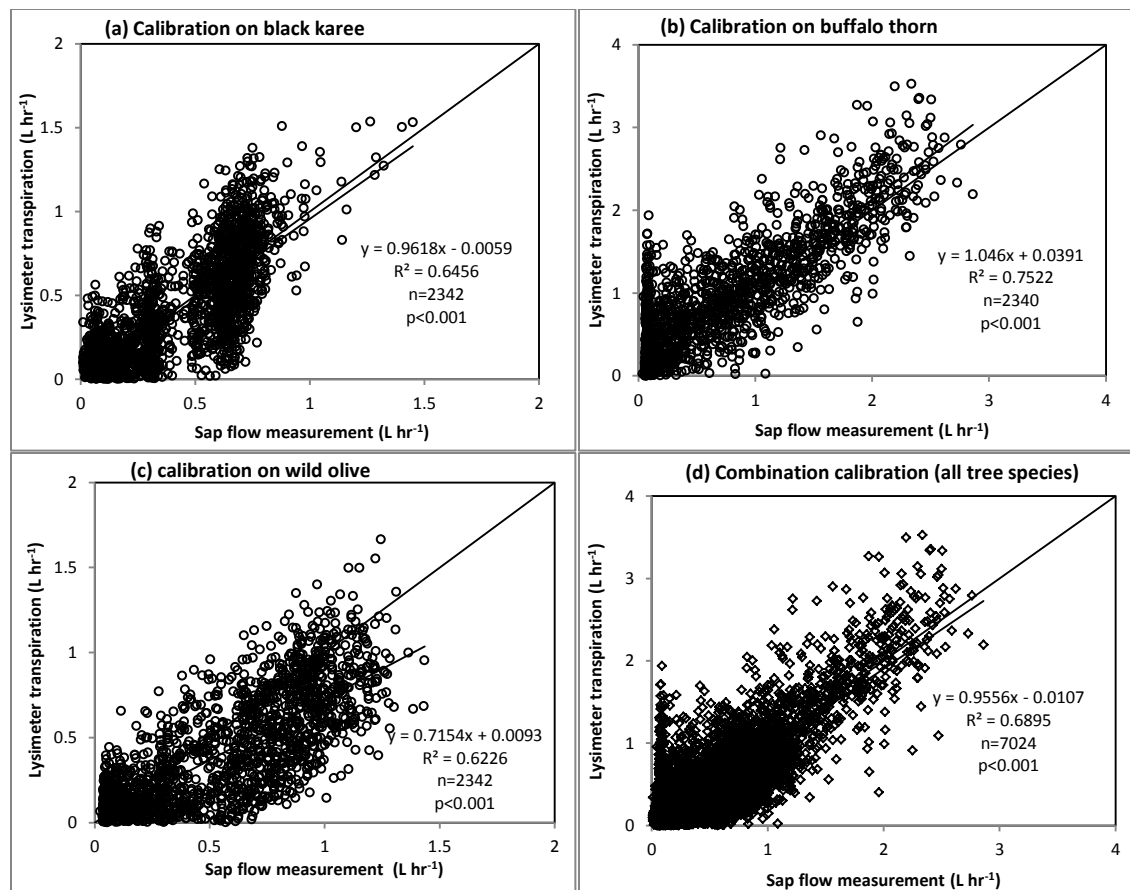 (a) Calibration on black karee
Lysimeter transpiration (L hr⁻¹)
2
1.5
1
0.5
0
y = 0.9618x - 0.0059
R² = 0.6456
n=2342
p<0.001
0
0.5
1
1.5
2
Sap flow measurement (L hr⁻¹)
(b) Calibration on buffalo thorn
Lysimeter transpiration (L hr⁻¹)
4
3
2
1
0
y = 1.046x + 0.0391
R² = 0.7522
n=2340
p<0.001
0
1
2
3
4
Sap flow measurement (L hr⁻¹)
(c) calibration on wild olive
Lysimeter transpiration (L hr⁻¹)
2
1.5
1
0.5
0
y = 0.7154x + 0.0093
R² = 0.6226
n=2342
p<0.001
0
0.5
1
1.5
2
Sap flow measurement (L hr⁻¹)
(d) Combination calibration (all tree species)
Lysimeter transpiration (L hr⁻¹)
4
3
2
1
0
y = 0.9556x - 0.0107
R² = 0.6895
n=7024
p<0.001
0
1
2
3
4
Sap flow measurement (L hr⁻¹)